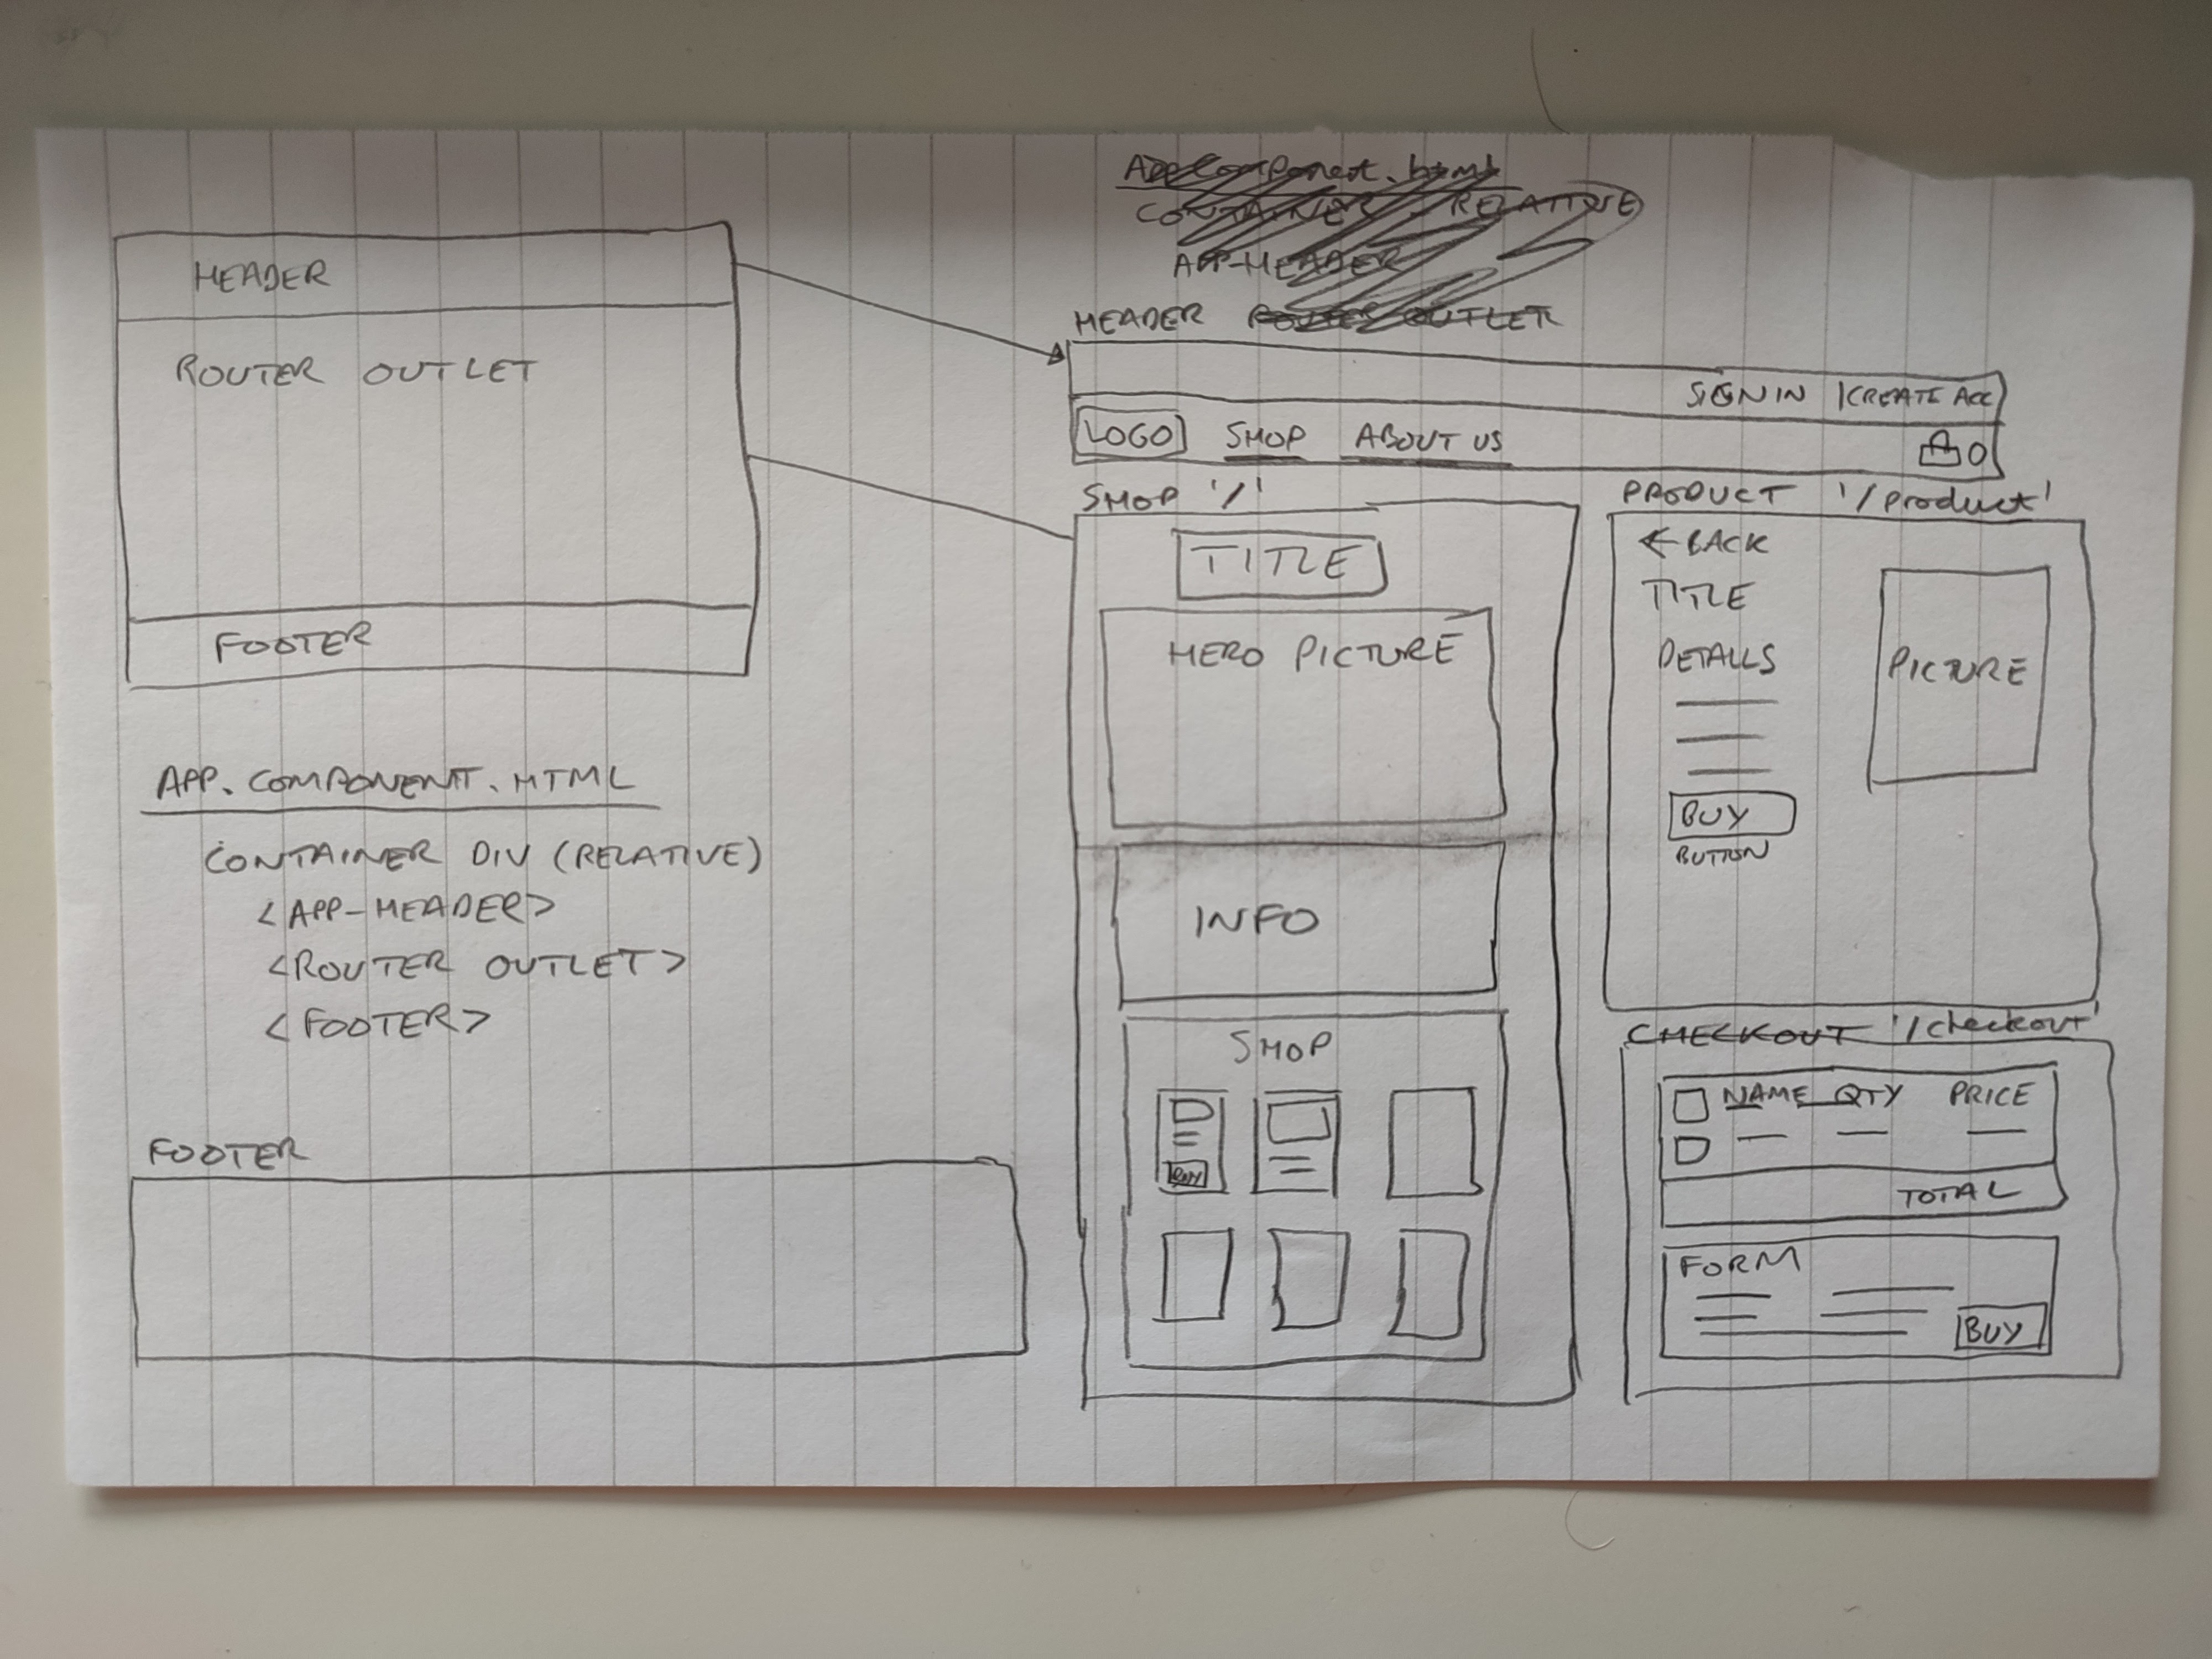 HEADER
ROUTER OUTLET
FOOTER
APP.COMPONENT.HTML
CONTAINER DIV (RELATIVE)
<APP-HEADER>
<ROUTER OUTLET>
<FOOTER>
FOOTER
AppComponent.html
CONTAINER - RELATIVE
APP-HEADER
HEADER ROUTER OUTLET
SIGN IN | CREATE ACC
LOGO SHOP ABOUT US 0
SHOP '/'
TITLE
HERO PICTURE
INFO
SHOP
BUY
PRODUCT '/product'
← BACK
TITLE
DETAILS
PICTURE
BUY
BUTTON
CHECKOUT '/checkout'
NAME QTY PRICE
TOTAL
FORM
BUY